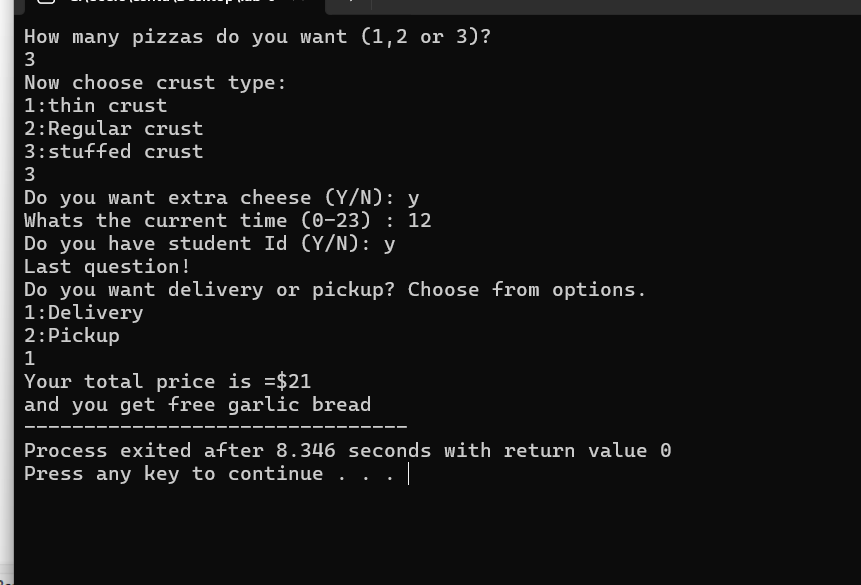 How many pizzas do you want (1,2 or 3)?
3
Now choose crust type:
1:thin crust
2:Regular crust
3:stuffed crust
3
Do you want extra cheese (Y/N): y
Whats the current time (0-23) : 12
Do you have student Id (Y/N): y
Last question!
Do you want delivery or pickup? Choose from options.
1:Delivery
2:Pickup
1
Your total price is =$21
and you get free garlic bread
--------------------------------
Process exited after 8.346 seconds with return value 0
Press any key to continue . . .